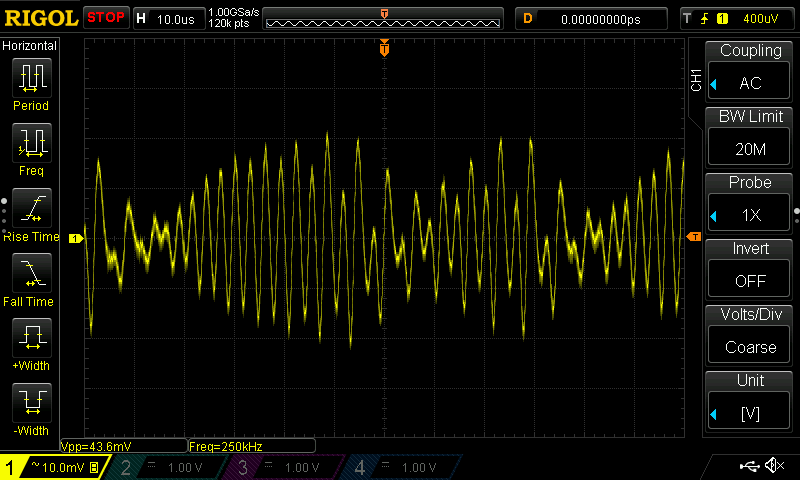 RIGOL STOP H 10.0us 1.00GSa/s D 0.00000000ps T 1 400uV
120k pts
T
Horizontal
Period
Freq
Rise Time
Fall Time
+Width
-Width
1
T
CH1
Coupling
AC
BW Limit
20M
Probe
1X
Invert
OFF
Volts/Div
Coarse
Unit
[V]
Vpp=43.6mV Freq=250kHz
1 ~ 10.0mV B 2 1.00 V 3 1.00 V 4 1.00 V